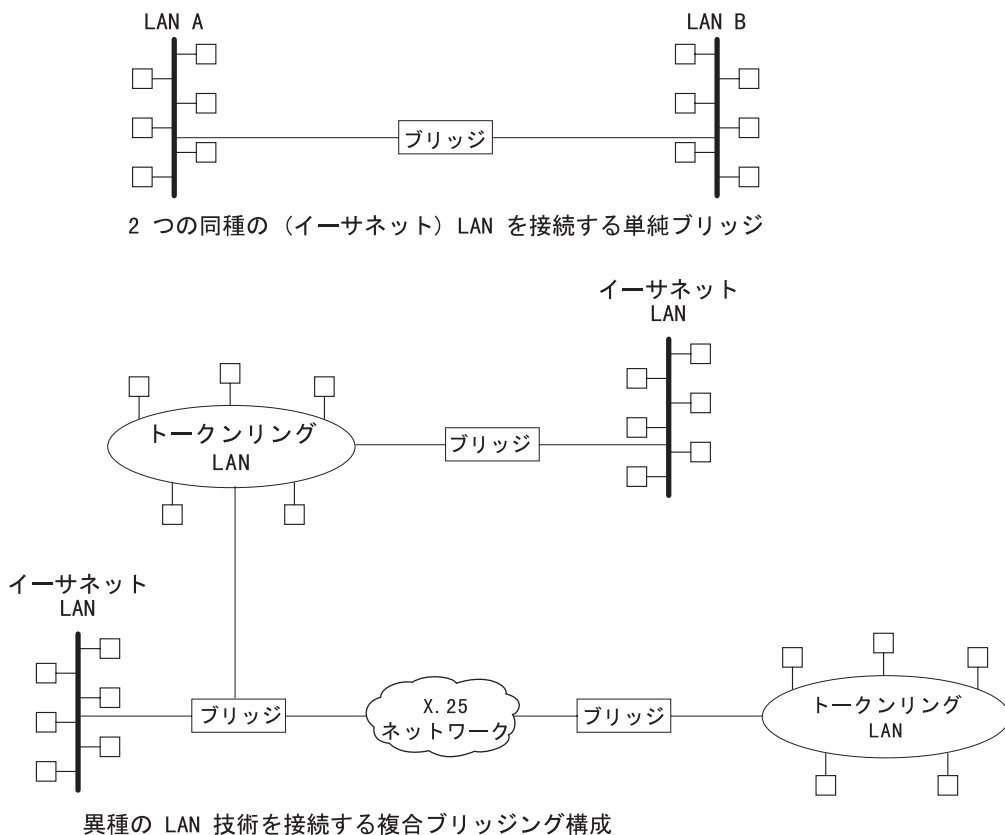 LAN A
LAN B
ブリッジ
2 つの同種の (イーサネット) LAN を接続する単純ブリッジ
イーサネット
LAN
トークンリング
LAN
ブリッジ
イーサネット
LAN
ブリッジ
X.25
ネットワーク
ブリッジ
トークンリング
LAN
異種の LAN 技術を接続する複合ブリッジング構成